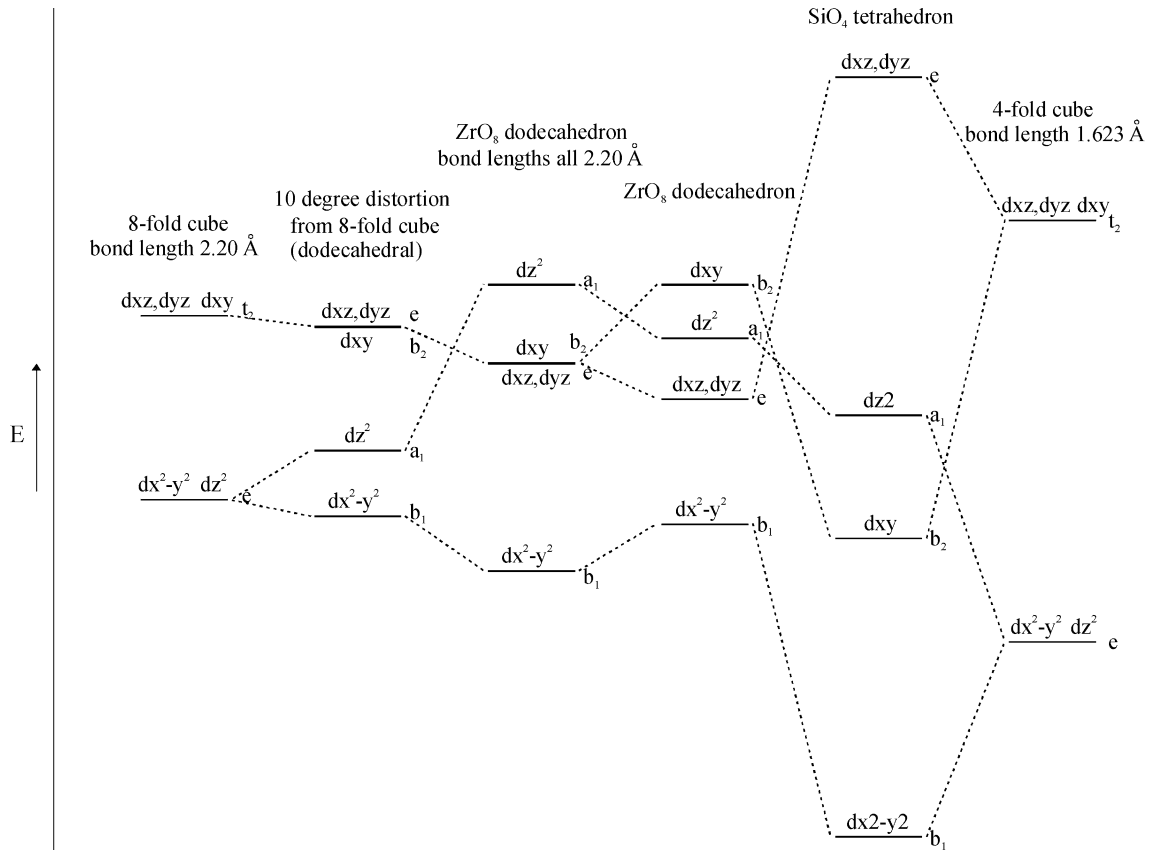 SiO₄ tetrahedron
dxz,dyz
e
4-fold cube
bond length 1.623 Å
ZrO₈ dodecahedron
bond lengths all 2.20 Å
ZrO₈ dodecahedron
10 degree distortion
from 8-fold cube
(dodecahedral)
8-fold cube
bond length 2.20 Å
dxz,dyz dxy
t₂
dz²
a₁
dxy
b₂
dxz,dyz dxy
t₂
dxz,dyz
e
dxy
b₂
dz²
a₁
dxy
b₂
dxz,dyz
e
dxz,dyz
e
dz2
a₁
E
dz²
a₁
dx²-y² dz²
e
dx²-y²
b₁
dx²-y²
b₁
dxy
b₂
dx²-y²
b₁
dx²-y² dz²
e
dx2-y2
b₁